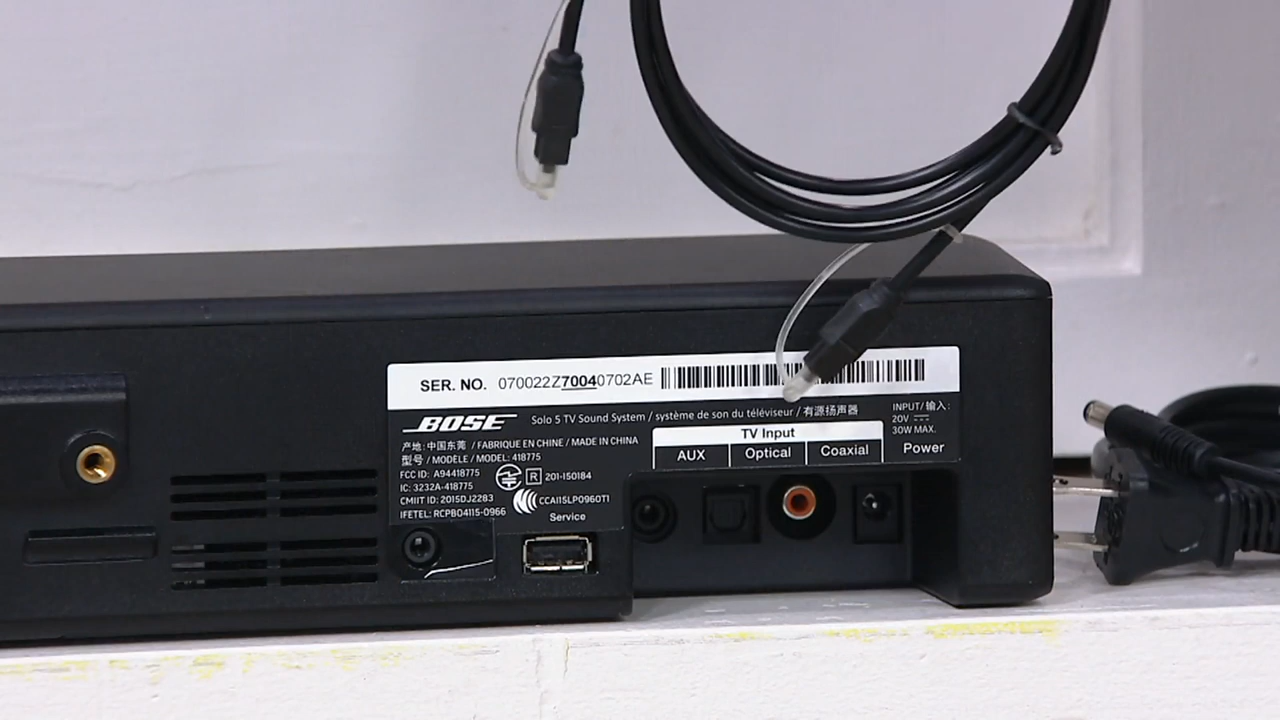 SER. NO. 070022Z70040702AE
BOSE Solo 5 TV Sound System / système de son du téléviseur / 有源扬声器
产地: 中国东莞 / FABRIQUE EN CHINE / MADE IN CHINA
型号 / MODÈLE / MODEL: 418775
FCC ID: A94418775
IC: 3232A-418775
CMIIT ID: 2015DJ2283
IFETEL: RCPBO4115-0966
R 201-150184
CCAI15LP0960T1
Service
TV Input
AUX Optical Coaxial
INPUT/ 输入:
20V
30W MAX.
Power